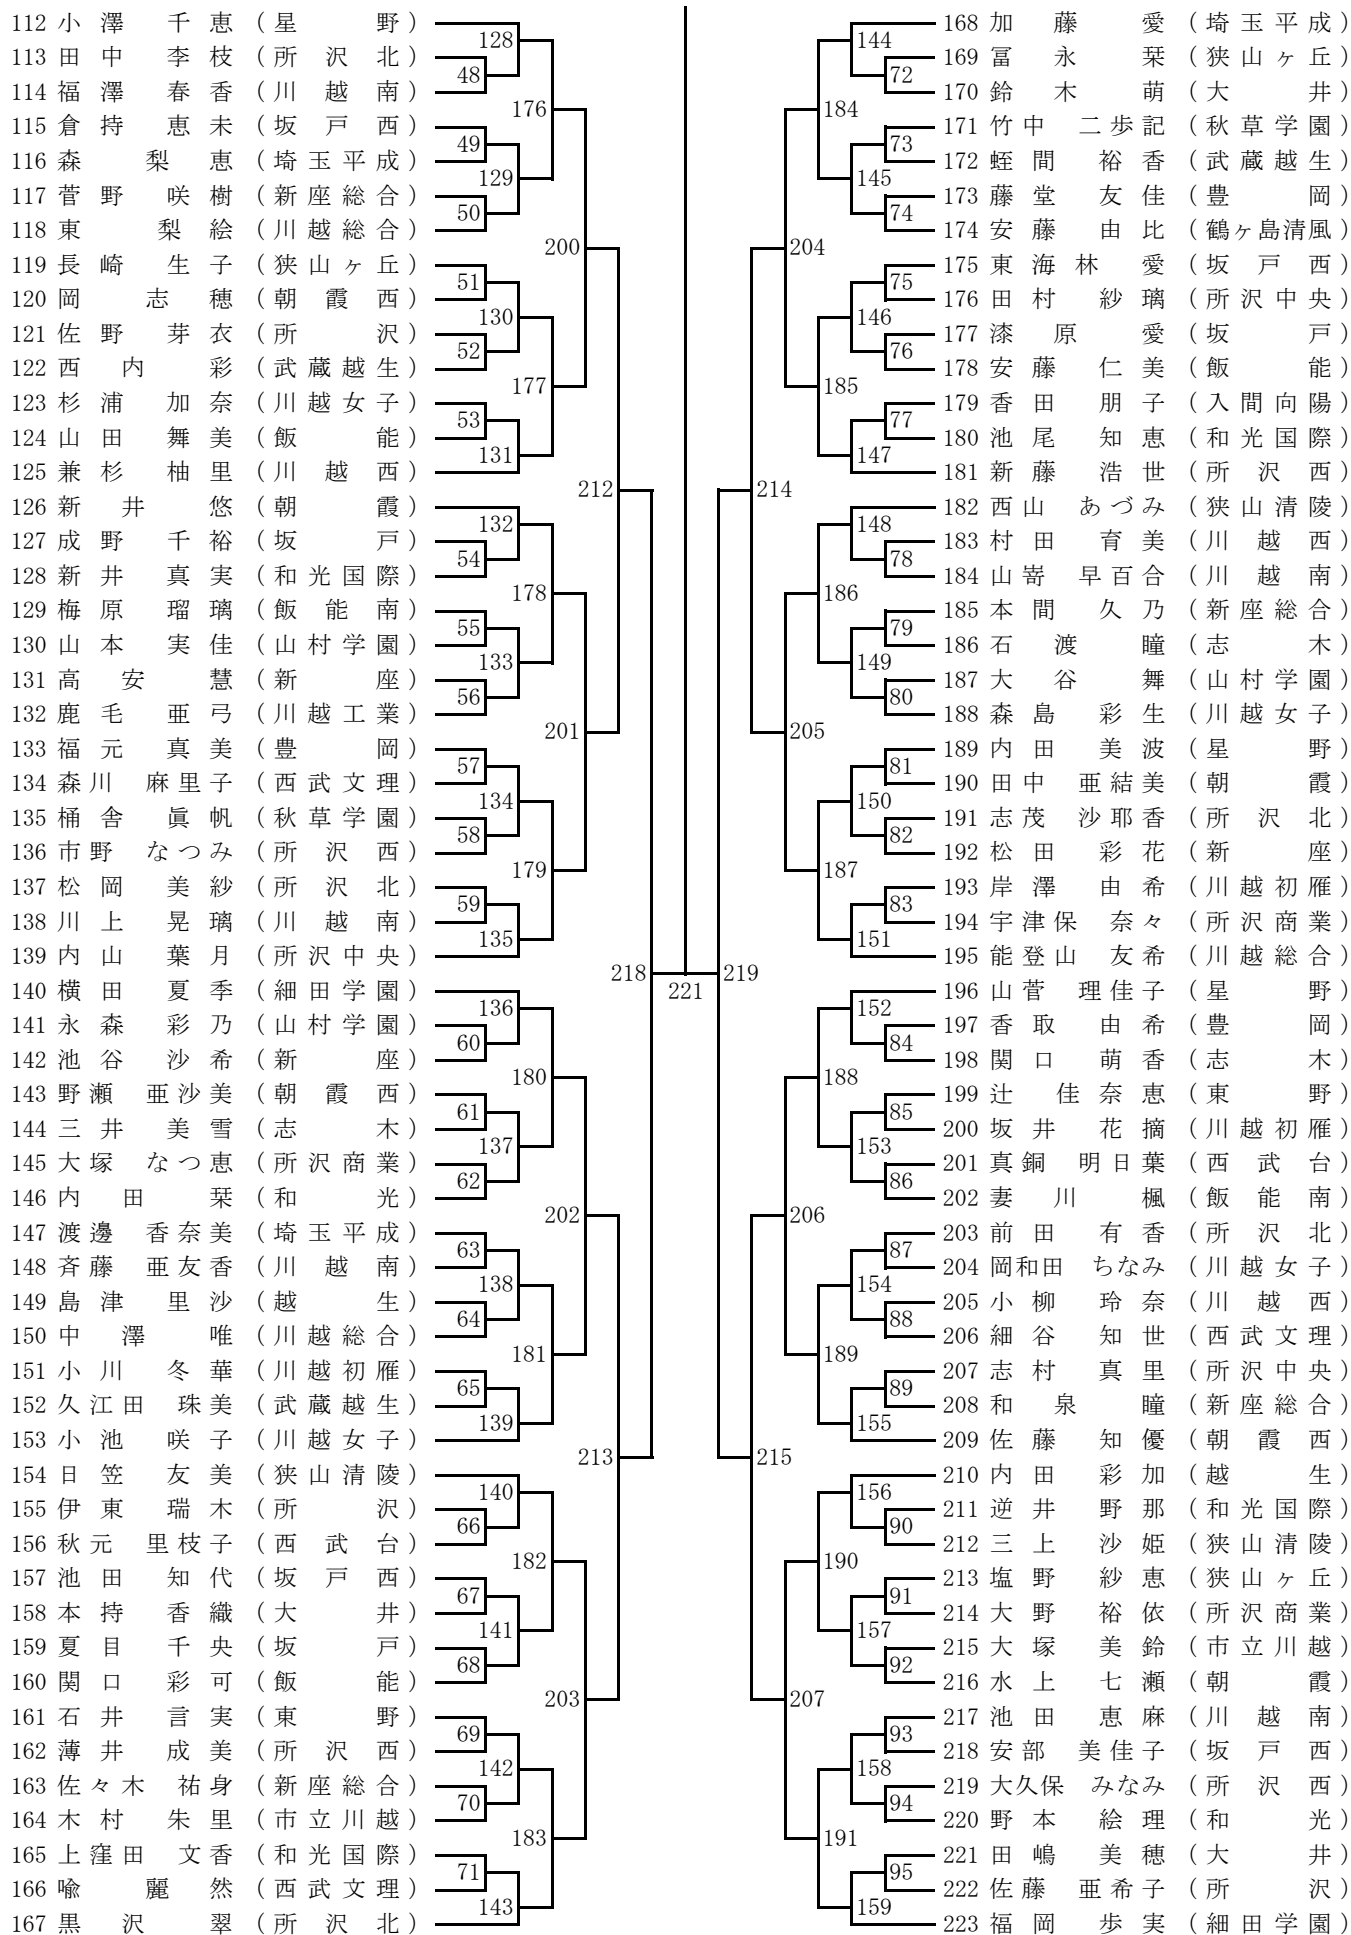 112 小澤 千恵 (星野)
113 田中 李枝 (所沢北)
114 福澤 春香 (川越南)
115 倉持 恵未 (坂戸西)
116 森 梨恵 (埼玉平成)
117 菅野 咲樹 (新座総合)
118 東 梨絵 (川越総合)
119 長崎 生子 (狭山ヶ丘)
120 岡 志穂 (朝霞西)
121 佐野 芽衣 (所沢)
122 西内 彩 (武蔵越生)
123 杉浦 加奈 (川越女子)
124 山田 舞美 (飯能)
125 兼杉 柚里 (川越西)
126 新井 悠 (朝霞)
127 成野 千裕 (坂戸)
128 新井 真実 (和光国際)
129 梅原 瑠璃 (飯能南)
130 山本 実佳 (山村学園)
131 高安 慧 (新座)
132 鹿毛 亜弓 (川越工業)
133 福元 真美 (豊岡)
134 森川 麻里子 (西武文理)
135 桶舎 眞帆 (秋草学園)
136 市野 なつみ (所沢西)
137 松岡 美紗 (所沢北)
138 川上 晃璃 (川越南)
139 内山 葉月 (所沢中央)
140 横田 夏季 (細田学園)
141 永森 彩乃 (山村学園)
142 池谷 沙希 (新座)
143 野瀬 亜沙美 (朝霞西)
144 三井 美雪 (志木)
145 大塚 なつ恵 (所沢商業)
146 内田 栞 (和光)
147 渡邊 香奈美 (埼玉平成)
148 斉藤 亜友香 (川越南)
149 島津 里沙 (越生)
150 中澤 唯 (川越総合)
151 小川 冬華 (川越初雁)
152 久江田 珠美 (武蔵越生)
153 小池 咲子 (川越女子)
154 日笠 友美 (狭山清陵)
155 伊東 瑞木 (所沢)
156 秋元 里枝子 (西武台)
157 池田 知代 (坂戸西)
158 本持 香織 (大井)
159 夏目 千央 (坂戸)
160 関口 彩可 (飯能)
161 石井 言実 (東野)
162 薄井 成美 (所沢西)
163 佐々木 祐身 (新座総合)
164 木村 朱里 (市立川越)
165 上窪田 文香 (和光国際)
166 喩 麗然 (西武文理)
167 黒沢 翠 (所沢北)
48
49
50
51
52
53
54
55
56
57
58
59
60
61
62
63
64
65
66
67
68
69
70
71
128
129
130
131
132
133
134
135
136
137
138
139
140
141
142
143
176
177
178
179
180
181
182
183
200
201
202
203
212
213
218
221
219
214
215
204
205
206
207
184
185
186
187
188
189
190
191
144
145
146
147
148
149
150
151
152
153
154
155
156
157
158
159
72
73
74
75
76
77
78
79
80
81
82
83
84
85
86
87
88
89
90
91
92
93
94
95
168 加藤 愛 (埼玉平成)
169 冨永 栞 (狭山ヶ丘)
170 鈴木 萌 (大井)
171 竹中 二歩記 (秋草学園)
172 蛭間 裕香 (武蔵越生)
173 藤堂 友佳 (豊岡)
174 安藤 由比 (鶴ヶ島清風)
175 東海林 愛 (坂戸西)
176 田村 紗璃 (所沢中央)
177 漆原 愛 (坂戸)
178 安藤 仁美 (飯能)
179 香田 朋子 (入間向陽)
180 池尾 知恵 (和光国際)
181 新藤 浩世 (所沢西)
182 西山 あづみ (狭山清陵)
183 村田 育美 (川越西)
184 山嵜 早百合 (川越南)
185 本間 久乃 (新座総合)
186 石渡 瞳 (志木)
187 大谷 舞 (山村学園)
188 森島 彩生 (川越女子)
189 内田 美波 (星野)
190 田中 亜結美 (朝霞)
191 志茂 沙耶香 (所沢北)
192 松田 彩花 (新座)
193 岸澤 由希 (川越初雁)
194 宇津保 奈々 (所沢商業)
195 能登山 友希 (川越総合)
196 山菅 理佳子 (星野)
197 香取 由希 (豊岡)
198 関口 萌香 (志木)
199 辻 佳奈恵 (東野)
200 坂井 花摘 (川越初雁)
201 真銅 明日葉 (西武台)
202 妻川 楓 (飯能南)
203 前田 有香 (所沢北)
204 岡和田 ちなみ (川越女子)
205 小柳 玲奈 (川越西)
206 細谷 知世 (西武文理)
207 志村 真里 (所沢中央)
208 和泉 瞳 (新座総合)
209 佐藤 知優 (朝霞西)
210 内田 彩加 (越生)
211 逆井 野那 (和光国際)
212 三上 沙姫 (狭山清陵)
213 塩野 紗恵 (狭山ヶ丘)
214 大野 裕依 (所沢商業)
215 大塚 美鈴 (市立川越)
216 水上 七瀬 (朝霞)
217 池田 恵麻 (川越南)
218 安部 美佳子 (坂戸西)
219 大久保 みなみ (所沢西)
220 野本 絵理 (和光)
221 田嶋 美穂 (大井)
222 佐藤 亜希子 (所沢)
223 福岡 歩実 (細田学園)